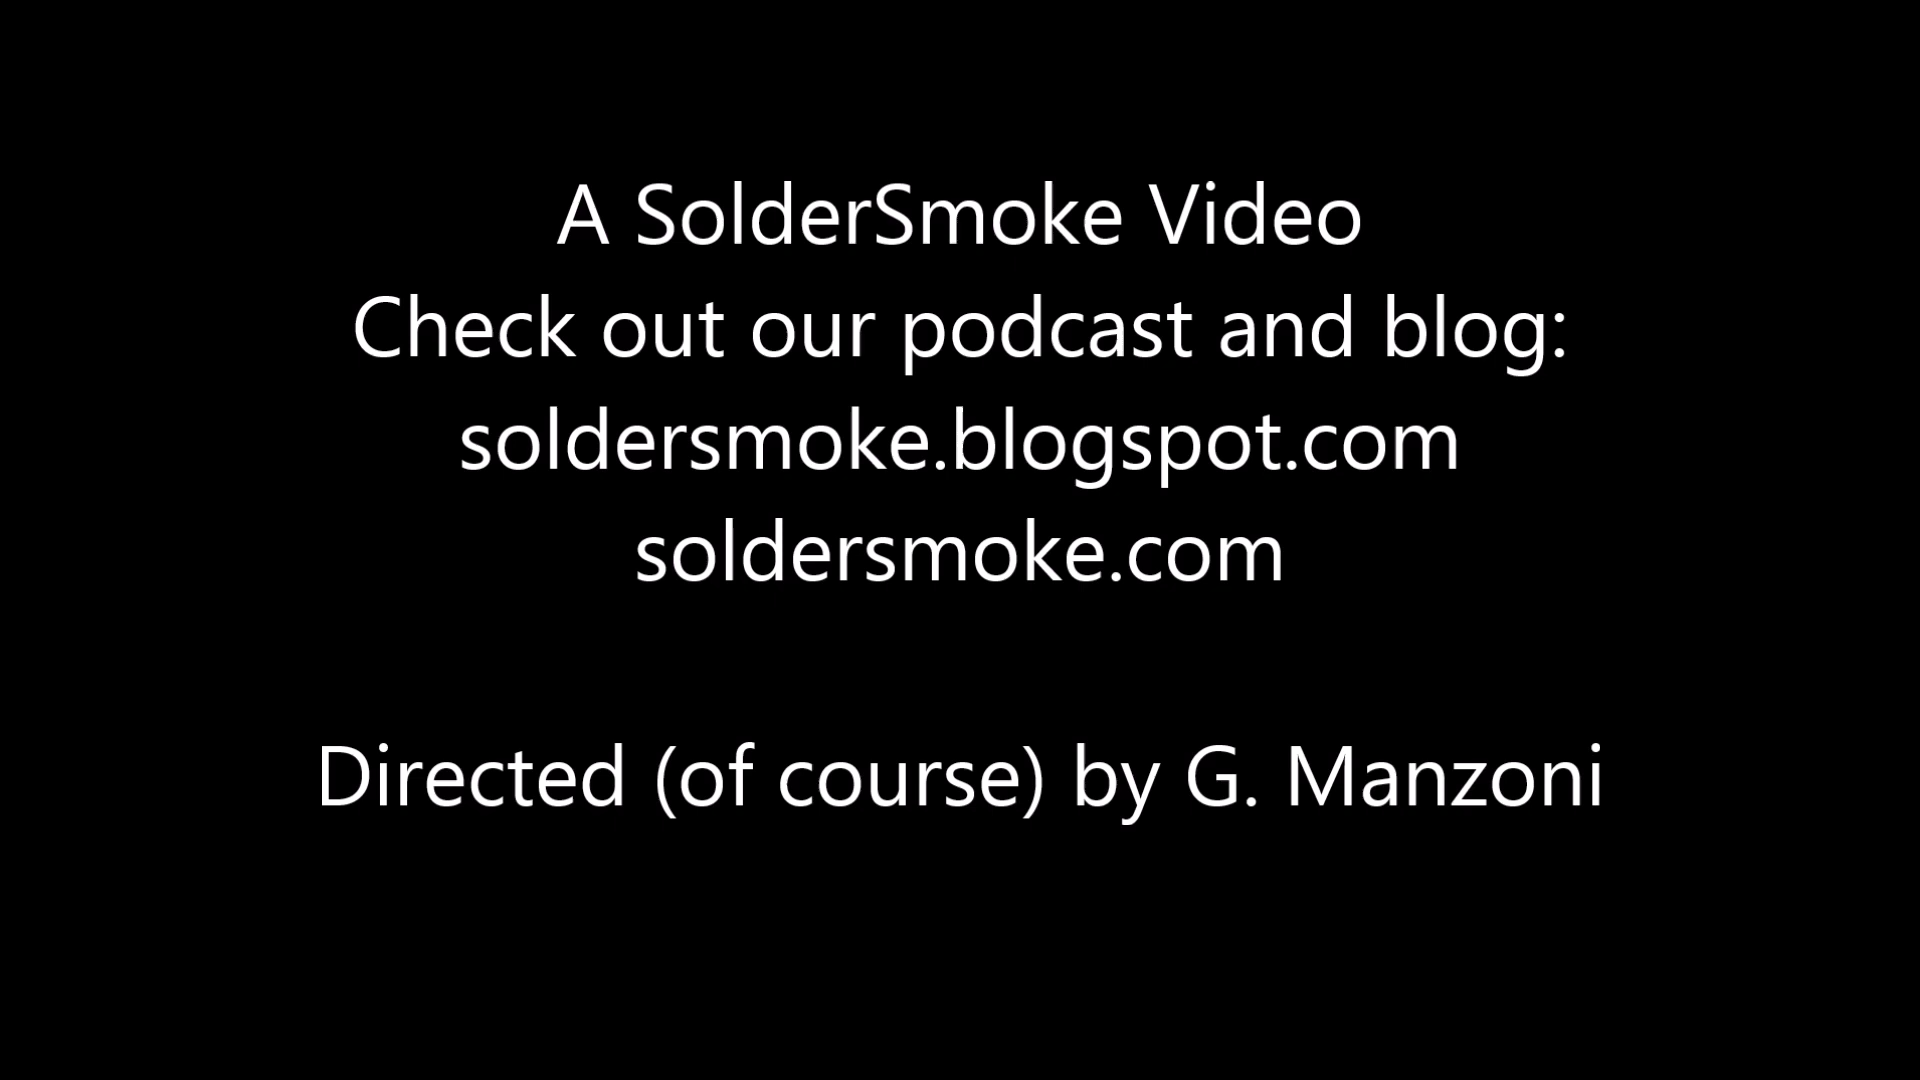 A SolderSmoke Video
Check out our podcast and blog:
soldersmoke.blogspot.com
soldersmoke.com
Directed (of course) by G. Manzoni